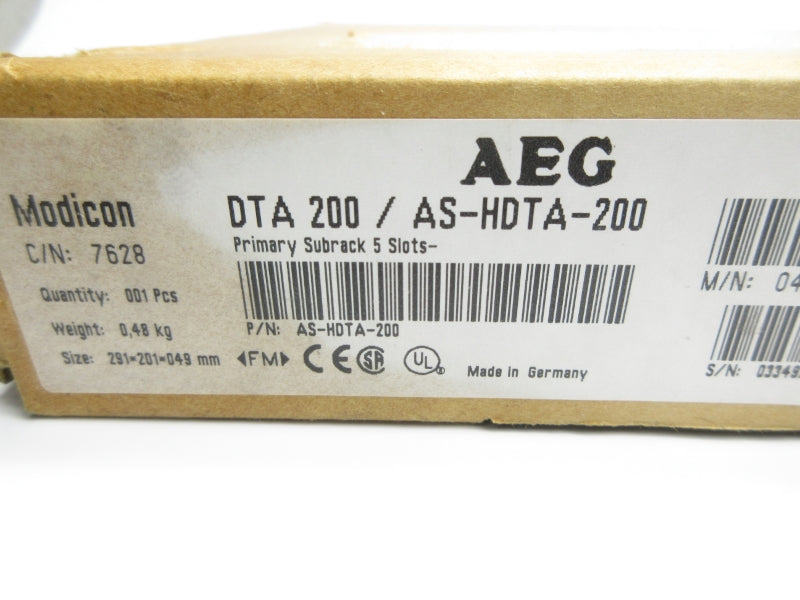 AEG
Modicon DTA 200 / AS-HDTA-200
C/N: 7628 Primary Subrack 5 Slots-
Quantity: 001 Pcs
M/N: 04
Weight: 0,48 kg P/N: AS-HDTA-200
Size: 291*201*049 mm FM CE SA UL Made in Germany
S/N: 03349